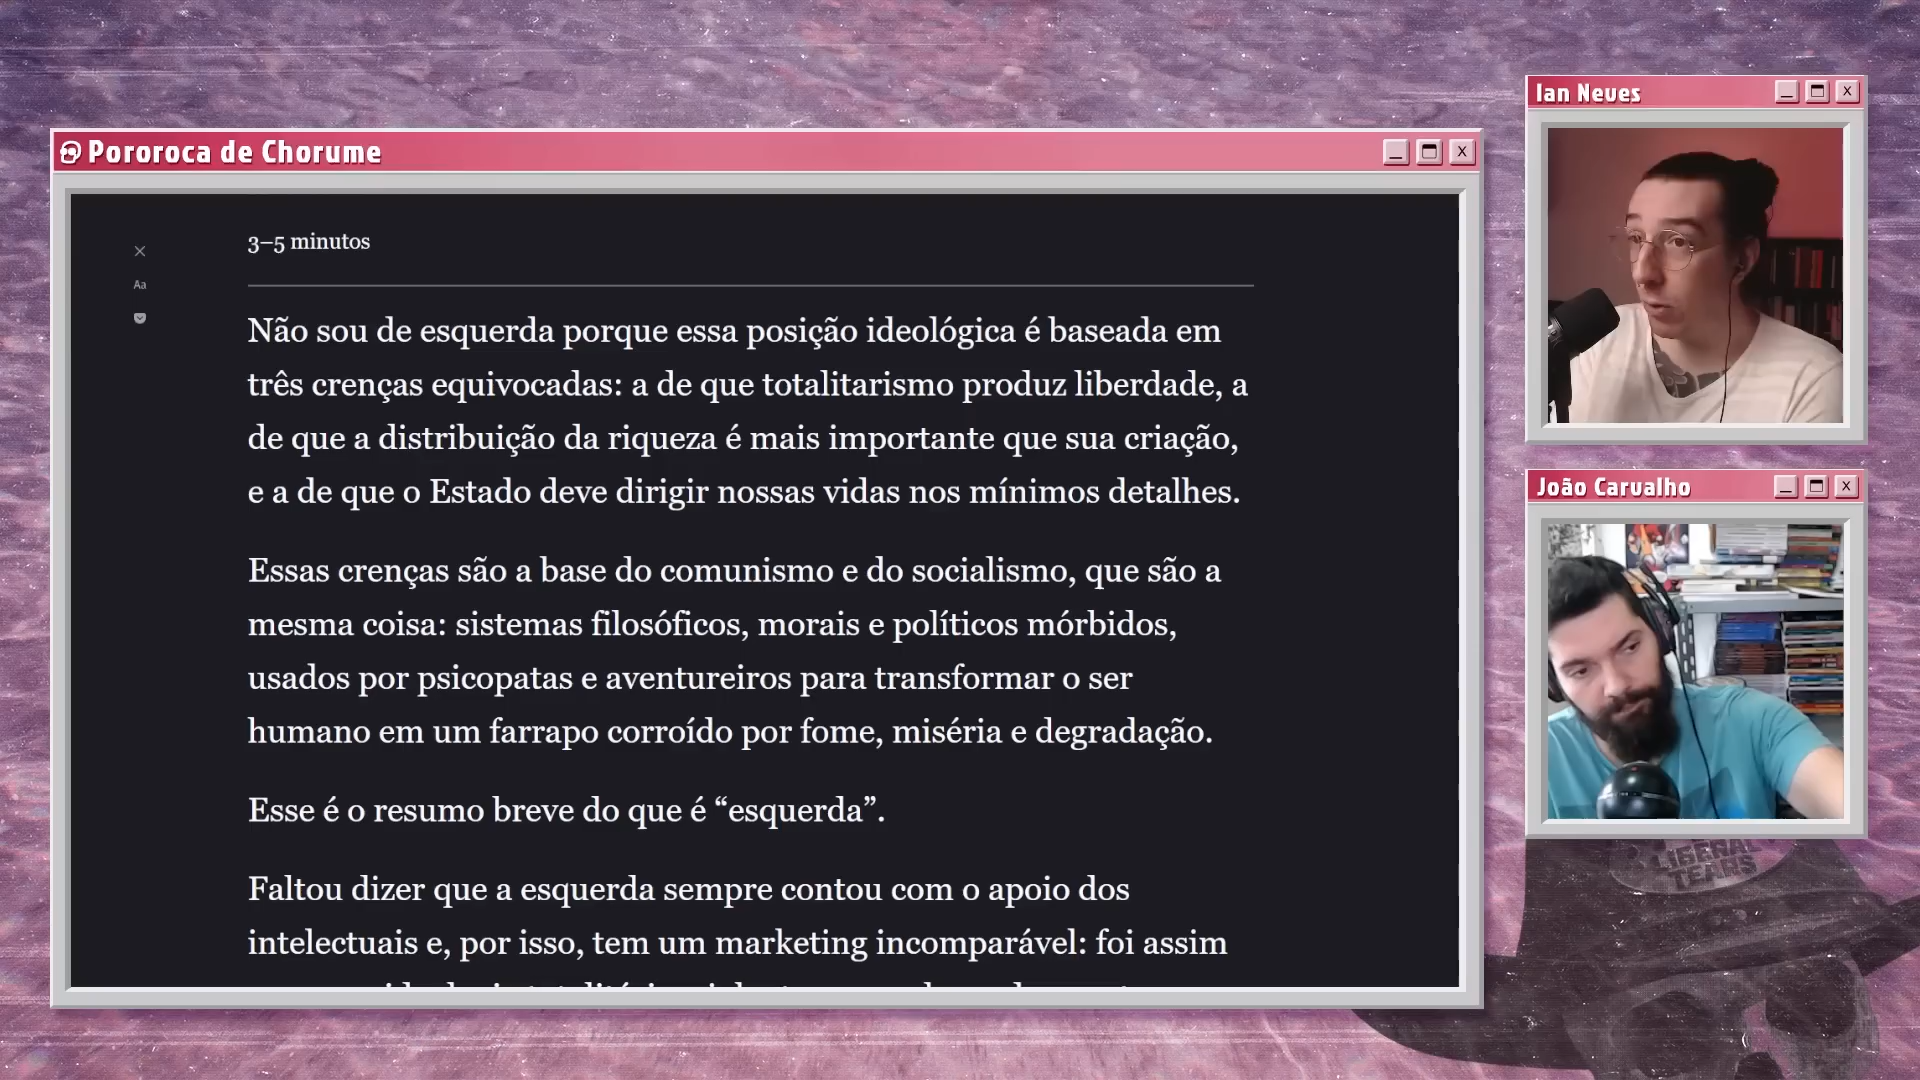 Pororoca de Chorume
3–5 minutos
Aa
Não sou de esquerda porque essa posição ideológica é baseada em
três crenças equivocadas: a de que totalitarismo produz liberdade, a
de que a distribuição da riqueza é mais importante que sua criação,
e a de que o Estado deve dirigir nossas vidas nos mínimos detalhes.
Essas crenças são a base do comunismo e do socialismo, que são a
mesma coisa: sistemas filosóficos, morais e políticos mórbidos,
usados por psicopatas e aventureiros para transformar o ser
humano em um farrapo corroído por fome, miséria e degradação.
Esse é o resumo breve do que é “esquerda”.
Faltou dizer que a esquerda sempre contou com o apoio dos
intelectuais e, por isso, tem um marketing incomparável: foi assim
Ian Neves
João Carvalho
LIBERAL
TEARS